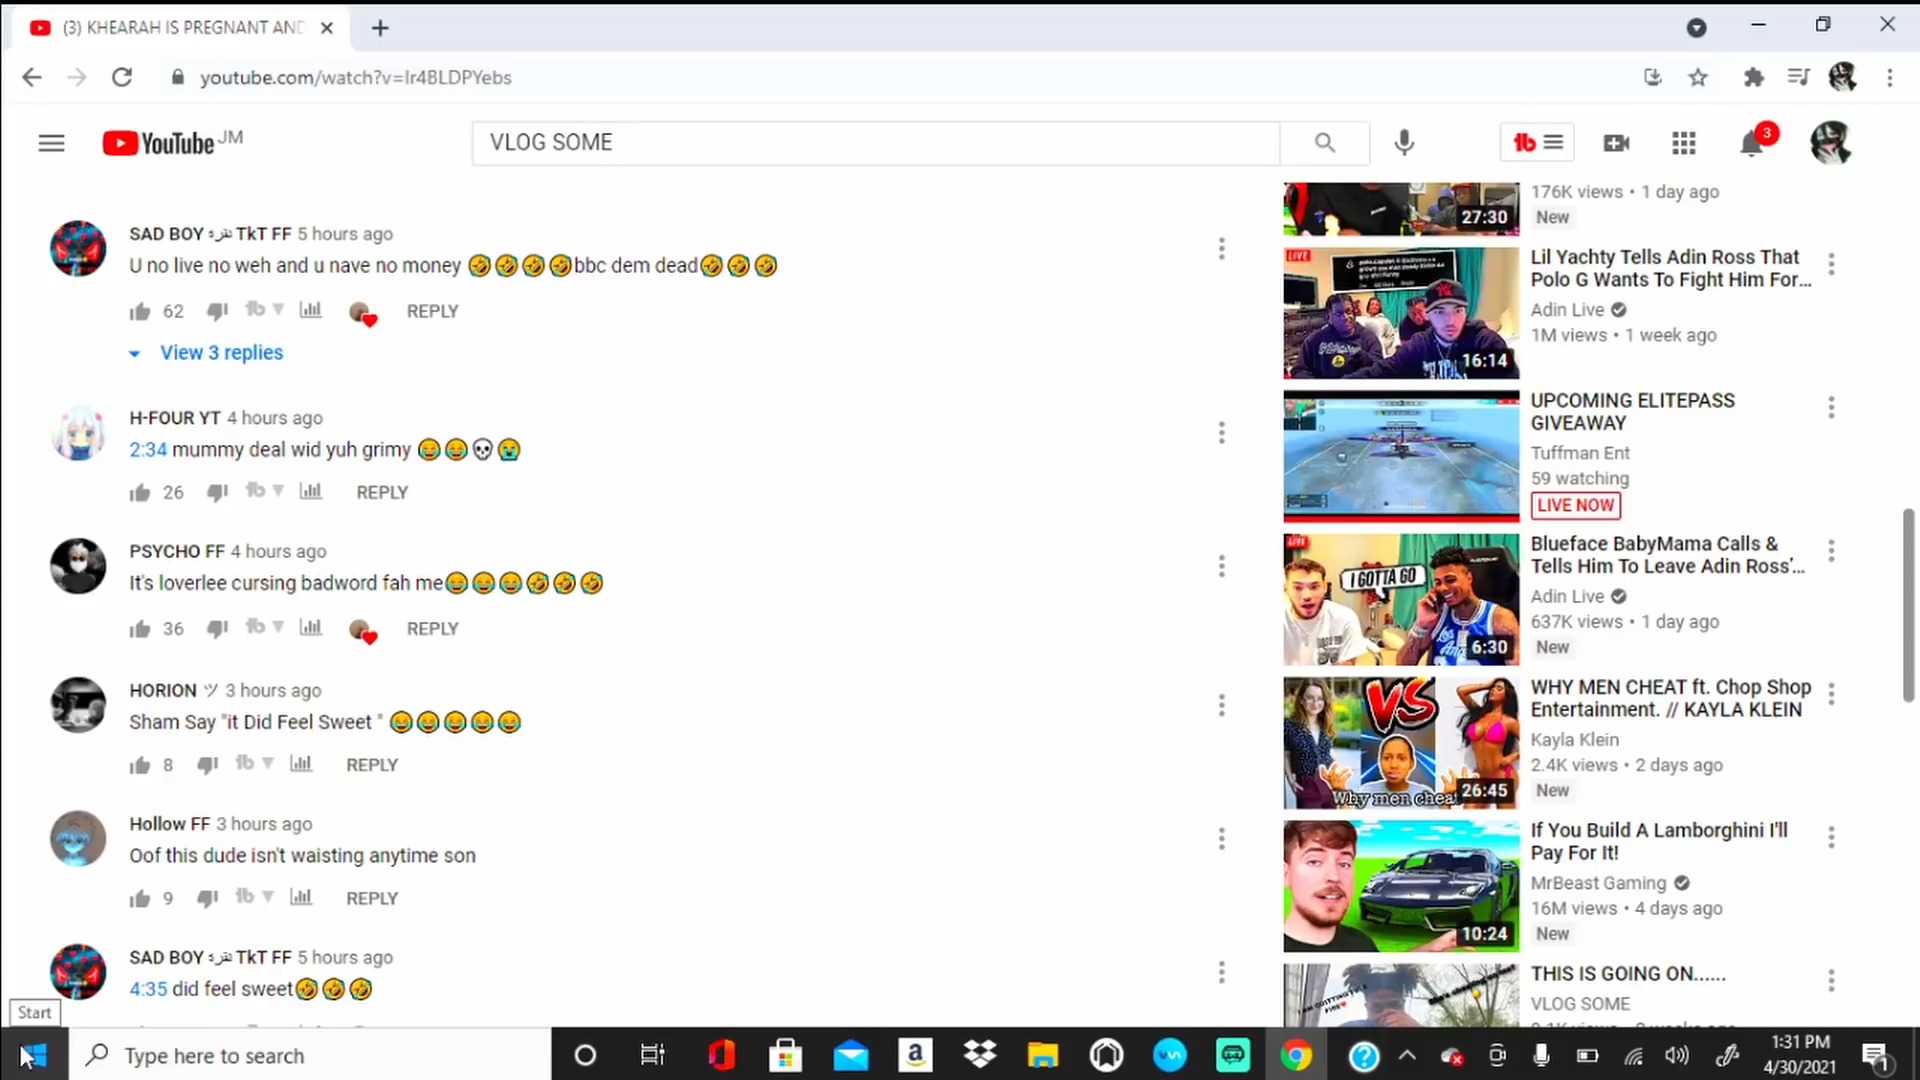 (3) KHEARAH IS PREGNANT AND
youtube.com/watch?v=Ir4BLDPYebs
YouTube JM
VLOG SOME
3
SAD BOY نقره TkT FF 5 hours ago
U no live no weh and u nave no money 🤣🤣🤣🤣bbc dem dead🤣🤣🤣
62
REPLY
View 3 replies
H-FOUR YT 4 hours ago
2:34 mummy deal wid yuh grimy 😂😂💀😭
26
REPLY
PSYCHO FF 4 hours ago
It's loverlee cursing badword fah me😂😂😂🤣🤣🤣
36
REPLY
HORION ツ 3 hours ago
Sham Say "it Did Feel Sweet " 😂😂😂😂😂
8
REPLY
Hollow FF 3 hours ago
Oof this dude isn't waisting anytime son
9
REPLY
SAD BOY نقره TkT FF 5 hours ago
4:35 did feel sweet🤣🤣🤣
27:30
176K views • 1 day ago
New
LIVE
16:14
Lil Yachty Tells Adin Ross That
Polo G Wants To Fight Him For...
Adin Live
1M views • 1 week ago
UPCOMING ELITEPASS
GIVEAWAY
Tuffman Ent
59 watching
LIVE NOW
LIVE
I GOTTA GO
6:30
Blueface BabyMama Calls &
Tells Him To Leave Adin Ross'...
Adin Live
637K views • 1 day ago
New
VS
Why men cheat
26:45
WHY MEN CHEAT ft. Chop Shop
Entertainment. // KAYLA KLEIN
Kayla Klein
2.4K views • 2 days ago
New
10:24
If You Build A Lamborghini I'll
Pay For It!
MrBeast Gaming
16M views • 4 days ago
New
THIS IS GOING ON......
VLOG SOME
Start
Type here to search
1:31 PM
4/30/2021
1